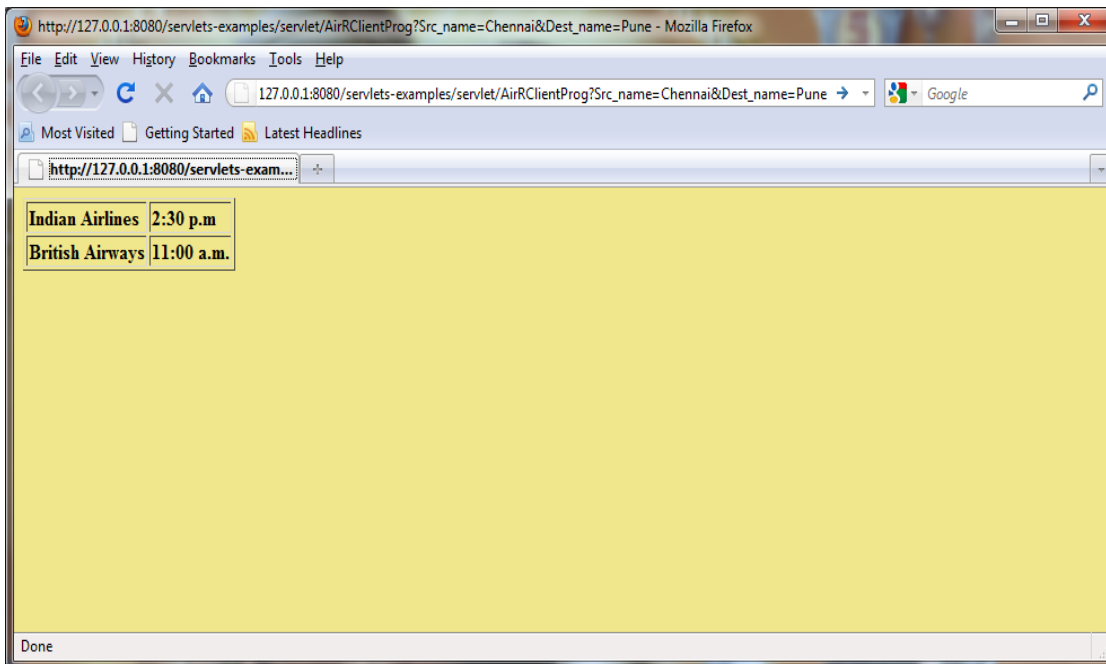 http://127.0.0.1:8080/servlets-examples/servlet/AirRClientProg?Src_name=Chennai&Dest_name=Pune - Mozilla Firefox
File Edit View History Bookmarks Tools Help
127.0.0.1:8080/servlets-examples/servlet/AirRClientProg?Src_name=Chennai&Dest_name=Pune Google
Most Visited Getting Started Latest Headlines
http://127.0.0.1:8080/servlets-exam...
Indian Airlines 2:30 p.m
British Airways 11:00 a.m.
Done